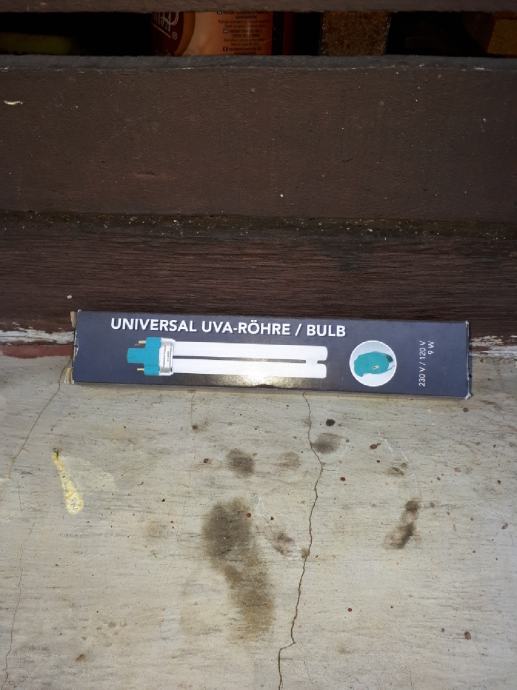 UNIVERSAL UVA-RÖHRE / BULB
230 V / 120 V
9 W